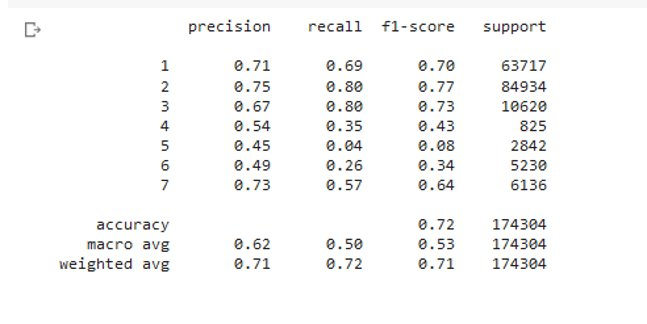 precision recall f1-score support
1 0.71 0.69 0.70 63717
2 0.75 0.80 0.77 84934
3 0.67 0.80 0.73 10620
4 0.54 0.35 0.43 825
5 0.45 0.04 0.08 2842
6 0.49 0.26 0.34 5230
7 0.73 0.57 0.64 6136
accuracy 0.72 174304
macro avg 0.62 0.50 0.53 174304
weighted avg 0.71 0.72 0.71 174304